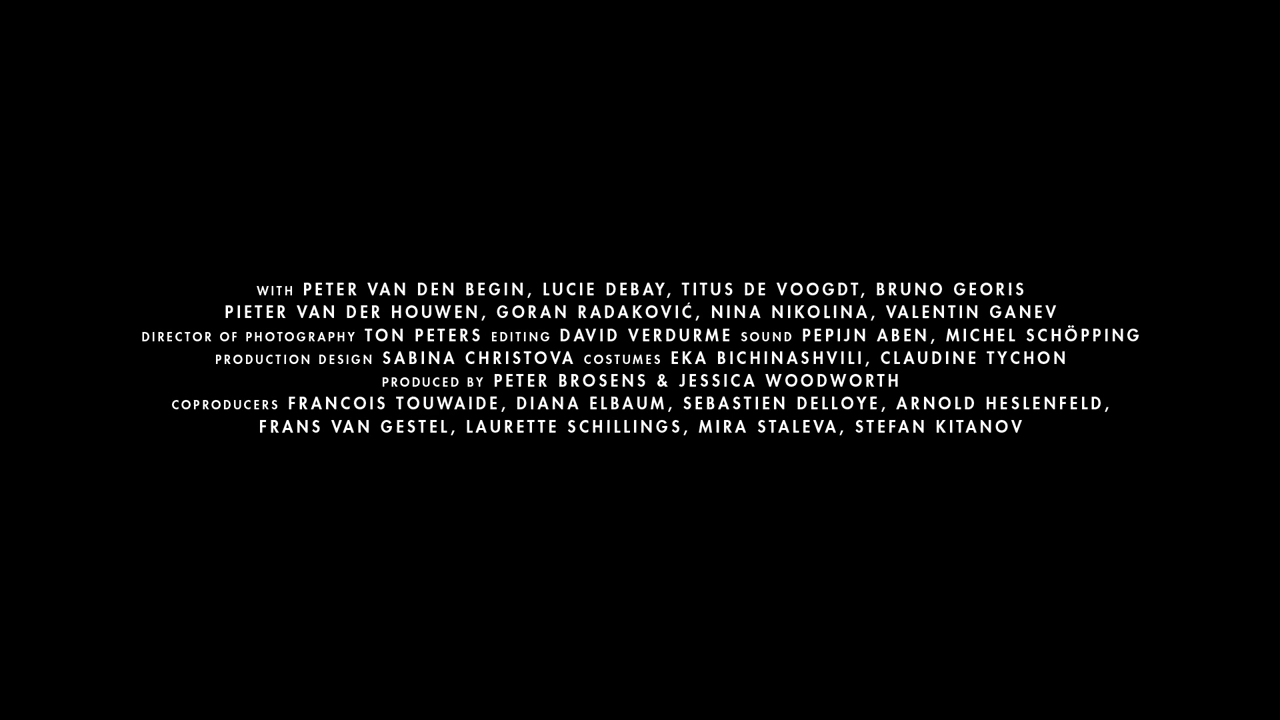 WITH PETER VAN DEN BEGIN, LUCIE DEBAY, TITUS DE VOOGDT, BRUNO GEORIS
PIETER VAN DER HOUWEN, GORAN RADAKOVIĆ, NINA NIKOLINA, VALENTIN GANEV
DIRECTOR OF PHOTOGRAPHY TON PETERS EDITING DAVID VERDURME SOUND PEPIJN ABEN, MICHEL SCHÖPPING
PRODUCTION DESIGN SABINA CHRISTOVA COSTUMES EKA BICHINASHVILI, CLAUDINE TYCHON
PRODUCED BY PETER BROSENS & JESSICA WOODWORTH
COPRODUCERS FRANCOIS TOUWAIDE, DIANA ELBAUM, SEBASTIEN DELLOYE, ARNOLD HESLENFELD,
FRANS VAN GESTEL, LAURETTE SCHILLINGS, MIRA STALEVA, STEFAN KITANOV